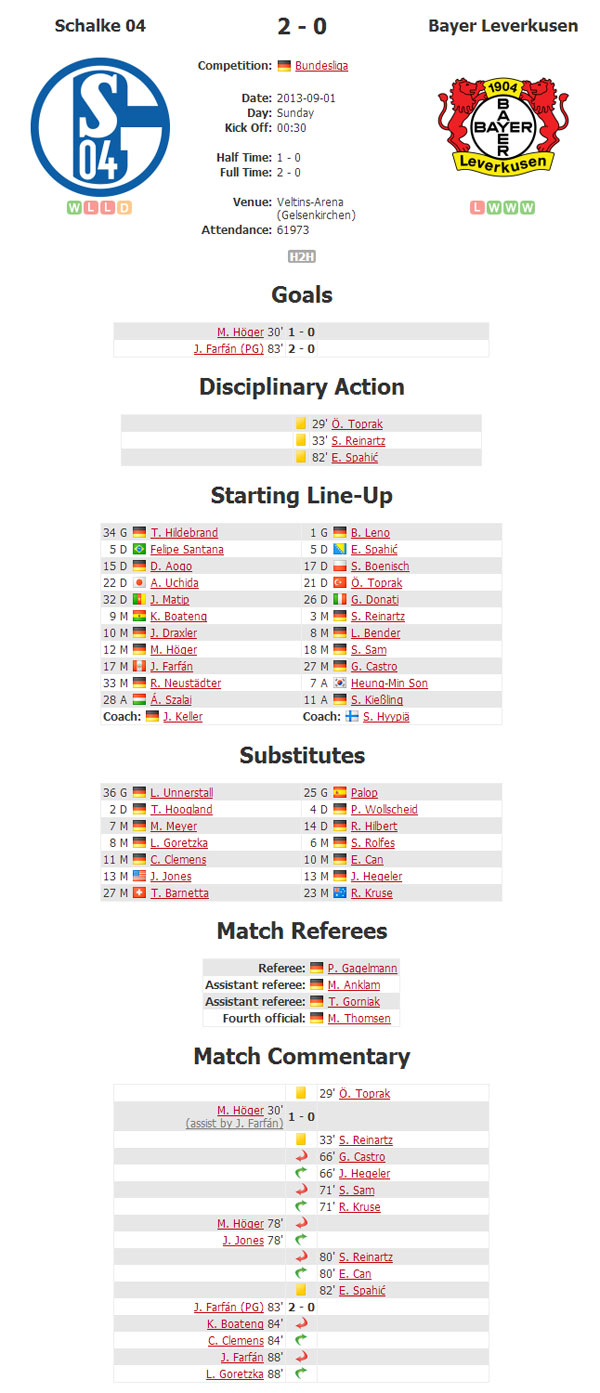 Schalke 04
2 - 0
Bayer Leverkusen
S
04
1904
BAYER
BAYER
Leverkusen
Competition: Bundesliga
Date: 2013-09-01
Day: Sunday
Kick Off: 00:30
Half Time: 1 - 0
Full Time: 2 - 0
Venue: Veltins-Arena
(Gelsenkirchen)
Attendance: 61973
W L L D
L W W W
H2H
Goals
M. Höger 30' 1 - 0
J. Farfán (PG) 83' 2 - 0
Disciplinary Action
29' Ö. Toprak
33' S. Reinartz
82' E. Spahić
Starting Line-Up
34 G T. Hildebrand 1 G B. Leno
5 D Felipe Santana 5 D E. Spahić
15 D D. Aogo 17 D S. Boenisch
22 D A. Uchida 21 D Ö. Toprak
32 D J. Matip 26 D G. Donati
9 M K. Boateng 3 M S. Reinartz
10 M J. Draxler 8 M L. Bender
12 M M. Höger 18 M S. Sam
17 M J. Farfán 27 M G. Castro
33 M R. Neustädter 7 A Heung-Min Son
28 A Á. Szalai 11 A S. Kießling
Coach: J. Keller Coach: S. Hyypiä
Substitutes
36 G L. Unnerstall 25 G Palop
2 D T. Hoogland 4 D P. Wollscheid
7 M M. Meyer 14 D R. Hilbert
8 M L. Goretzka 6 M S. Rolfes
11 M C. Clemens 10 M E. Can
13 M J. Jones 13 M J. Hegeler
27 M T. Barnetta 23 M R. Kruse
Match Referees
Referee: P. Gagelmann
Assistant referee: M. Anklam
Assistant referee: T. Gorniak
Fourth official: M. Thomsen
Match Commentary
29' Ö. Toprak
M. Höger 30' 1 - 0
(assist by J. Farfán)
33' S. Reinartz
66' G. Castro
66' J. Hegeler
71' S. Sam
71' R. Kruse
M. Höger 78'
J. Jones 78'
80' S. Reinartz
80' E. Can
82' E. Spahić
J. Farfán (PG) 83' 2 - 0
K. Boateng 84'
C. Clemens 84'
J. Farfán 88'
L. Goretzka 88'